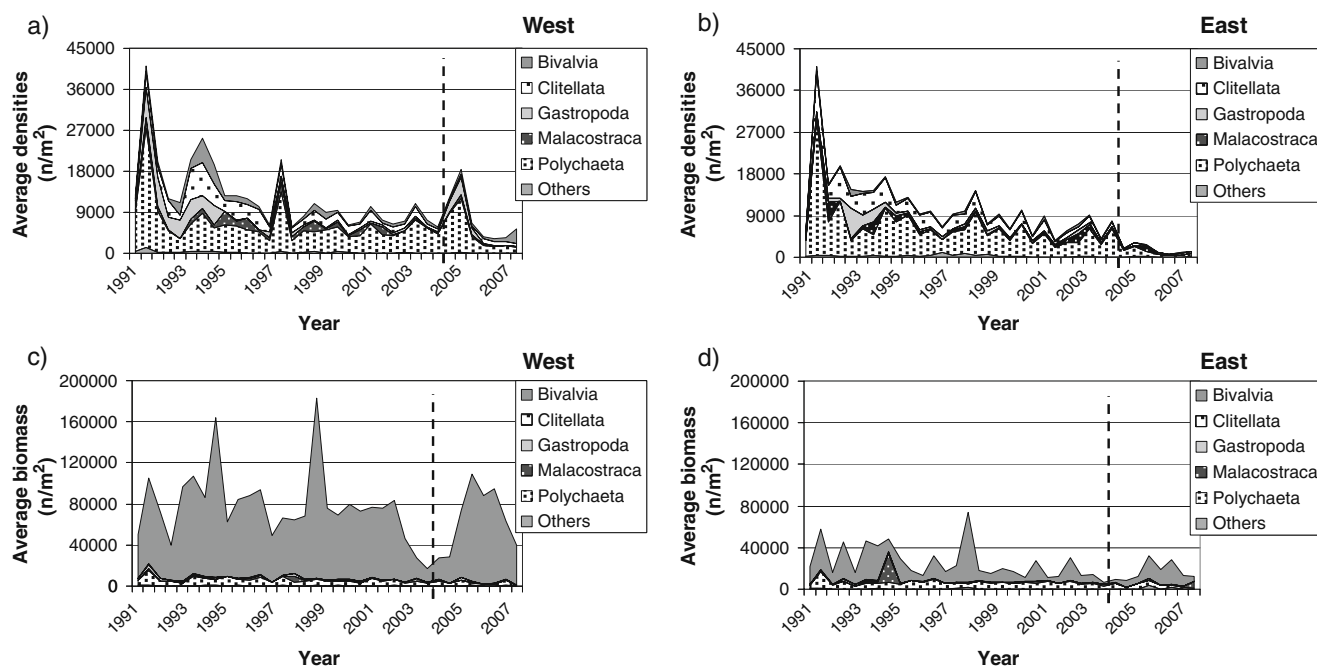 a)
West
Average densities
(n/m²)
45000
36000
27000
18000
9000
0
1991
1993
1995
1997
1999
2001
2003
2005
2007
Year
Bivalvia
Clitellata
Gastropoda
Malacostraca
Polychaeta
Others
b)
East
Average densities
(n/m²)
45000
36000
27000
18000
9000
0
1991
1993
1995
1997
1999
2001
2003
2005
2007
Year
Bivalvia
Clitellata
Gastropoda
Malacostraca
Polychaeta
Others
c)
West
Average biomass
(n/m²)
200000
160000
120000
80000
40000
0
1991
1993
1995
1997
1999
2001
2003
2005
2007
Year
Bivalvia
Clitellata
Gastropoda
Malacostraca
Polychaeta
Others
d)
East
Average biomass
(n/m²)
200000
160000
120000
80000
40000
0
1991
1993
1995
1997
1999
2001
2003
2005
2007
Year
Bivalvia
Clitellata
Gastropoda
Malacostraca
Polychaeta
Others